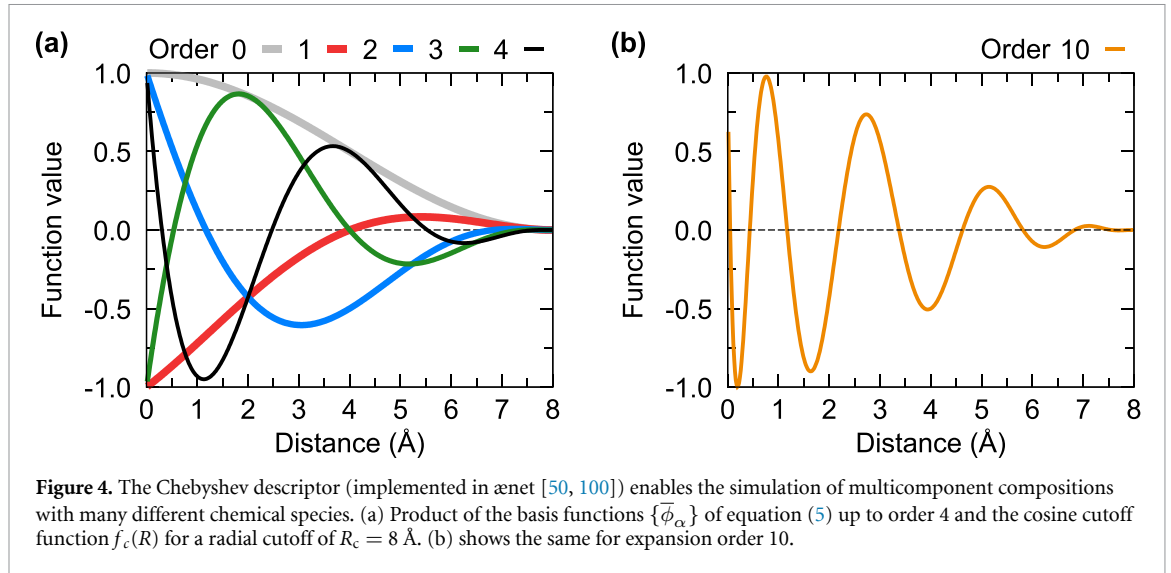 (a) Order 0 1 2 3 4
(b) Order 10
1.0
0.5
0.0
-0.5
-1.0
Function value
0 1 2 3 4 5 6 7 8
Distance (Å)
1.0
0.5
0.0
-0.5
-1.0
Function value
0 1 2 3 4 5 6 7 8
Distance (Å)
Figure 4. The Chebyshev descriptor (implemented in ænet [50, 100]) enables the simulation of multicomponent compositions
with many different chemical species. (a) Product of the basis functions {ϕ̅_α} of equation (5) up to order 4 and the cosine cutoff
function f_c(R) for a radial cutoff of R_c = 8 Å. (b) shows the same for expansion order 10.